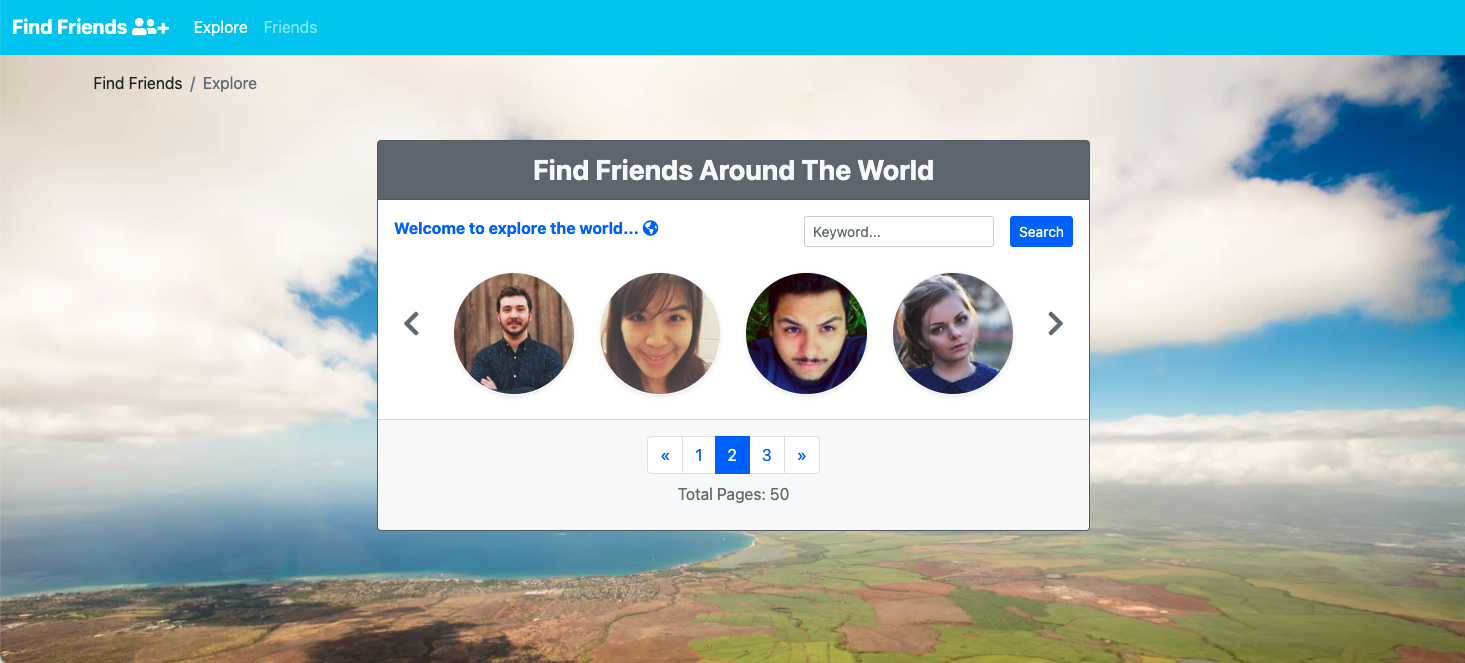 Find Friends Explore Friends
Find Friends / Explore
Find Friends Around The World
Welcome to explore the world... Keyword... Search
« 1 2 3 »
Total Pages: 50